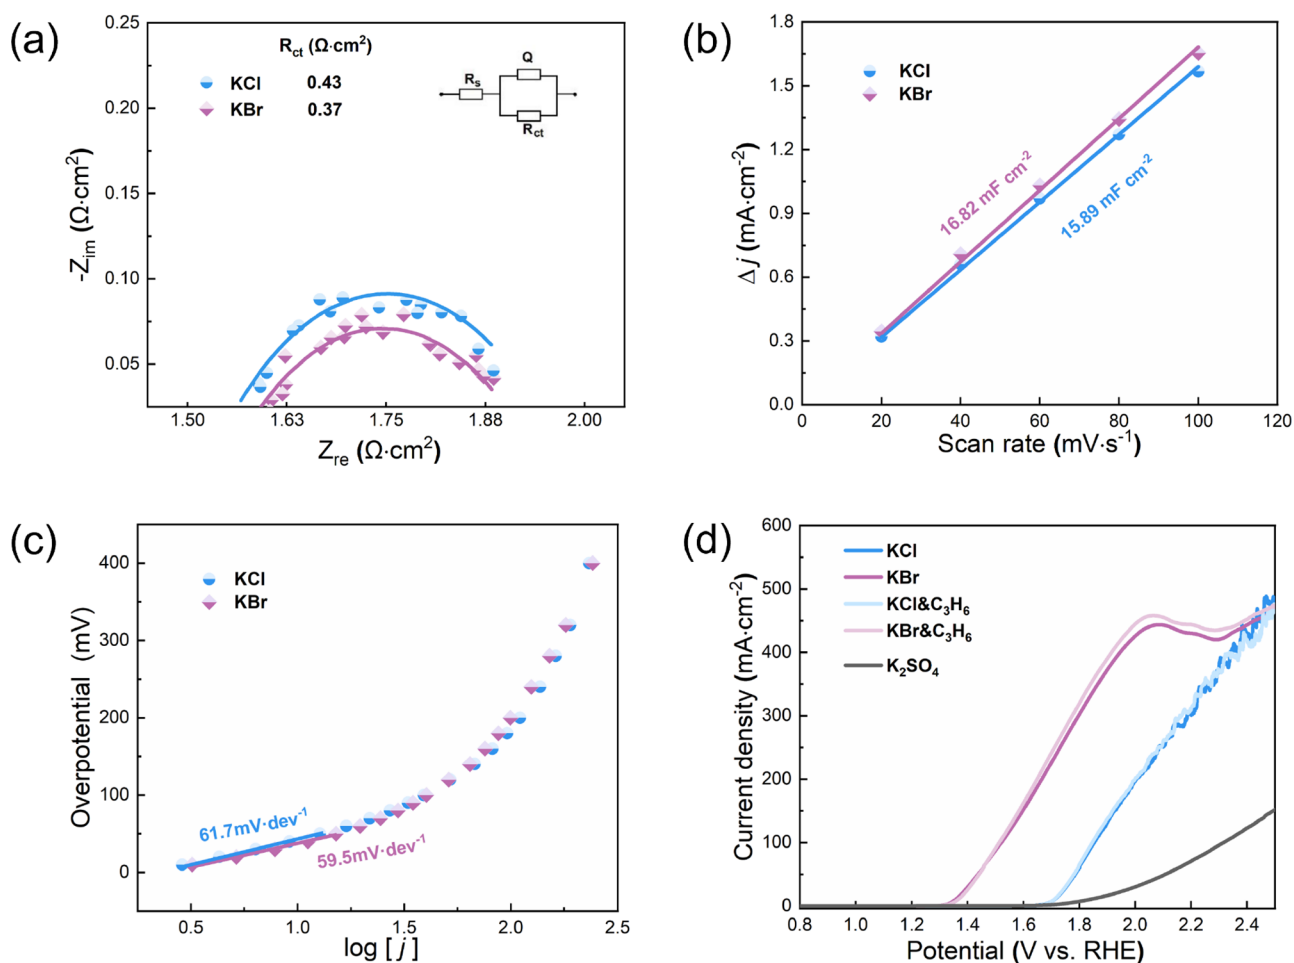 (a)
-Z_im (Ω·cm²)
0.25
0.20
0.15
0.10
0.05
R_ct (Ω·cm²)
KCl 0.43
KBr 0.37
Q
R_s
R_ct
1.50 1.63 1.75 1.88 2.00
Z_re (Ω·cm²)
(b)
Δ j (mA·cm⁻²)
1.8
1.5
1.2
0.9
0.6
0.3
0.0
KCl
KBr
16.82 mF cm⁻²
15.89 mF cm⁻²
0 20 40 60 80 100 120
Scan rate (mV·s⁻¹)
(c)
Overpotential (mV)
400
300
200
100
0
KCl
KBr
61.7mV·dev⁻¹
59.5mV·dev⁻¹
0.5 1.0 1.5 2.0 2.5
log [ j ]
(d)
Current density (mA·cm⁻²)
600
500
400
300
200
100
0
KCl
KBr
KCl&C₃H₆
KBr&C₃H₆
K₂SO₄
0.8 1.0 1.2 1.4 1.6 1.8 2.0 2.2 2.4
Potential (V vs. RHE)